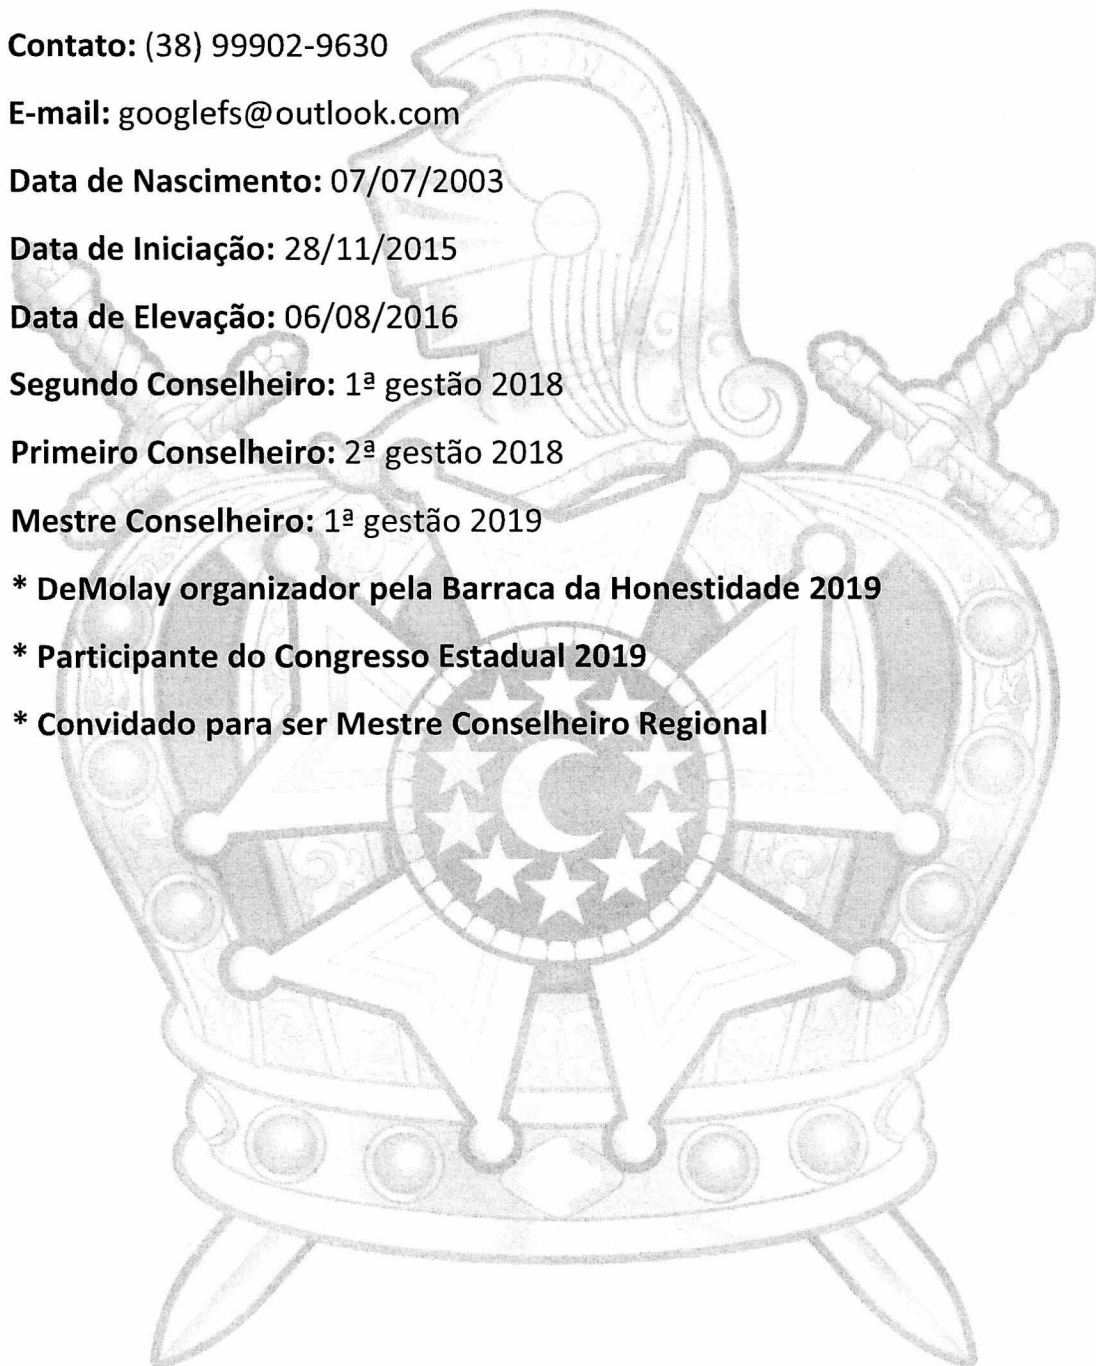 Contato: (38) 99902-9630
E-mail: googlefs@outlook.com
Data de Nascimento: 07/07/2003
Data de Iniciação: 28/11/2015
Data de Elevação: 06/08/2016
Segundo Conselheiro: 1ª gestão 2018
Primeiro Conselheiro: 2ª gestão 2018
Mestre Conselheiro: 1ª gestão 2019
* DeMolay organizador pela Barraca da Honestidade 2019
* Participante do Congresso Estadual 2019
* Convidado para ser Mestre Conselheiro Regional